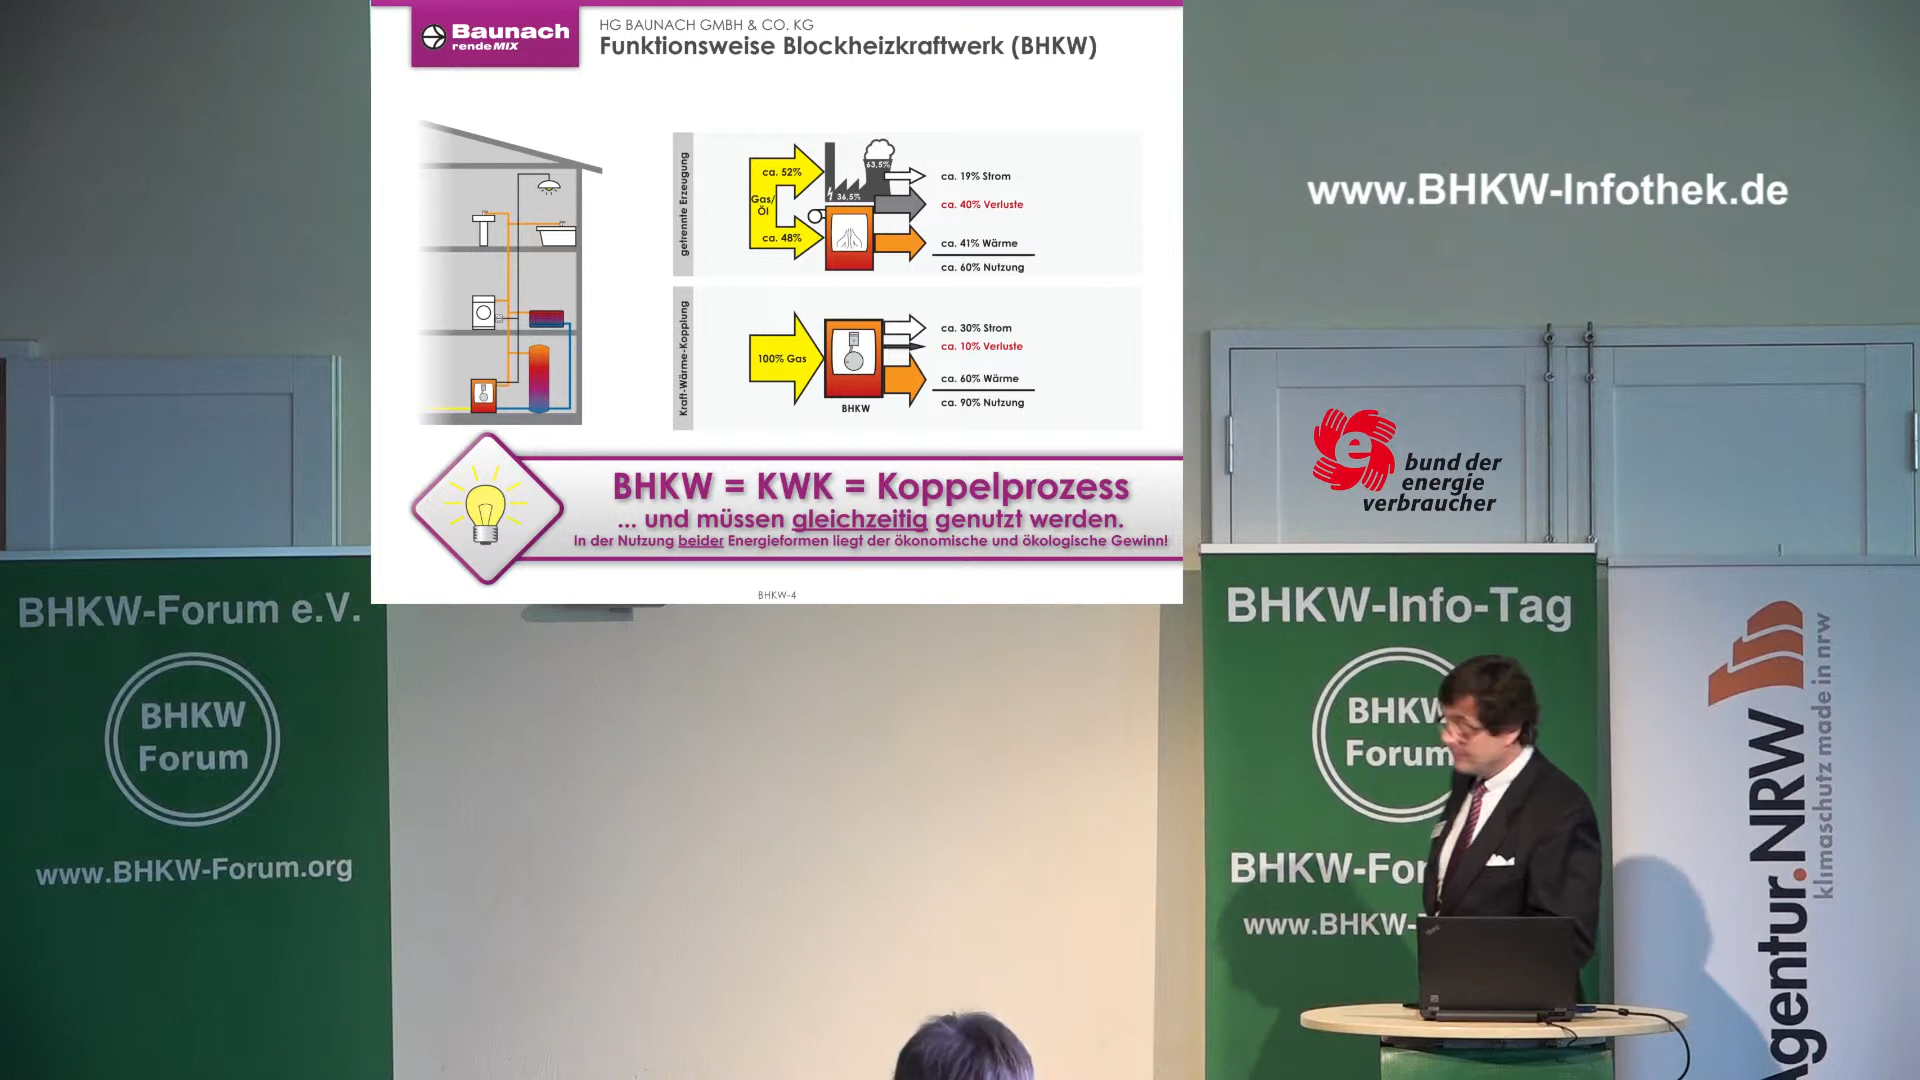 Baunach
rendeMIX
HG BAUNACH GMBH & CO. KG
Funktionsweise Blockheizkraftwerk (BHKW)
getrennte Erzeugung
ca. 52%
Gas/
Öl
ca. 48%
63,5%
36,5%
ca. 19% Strom
ca. 40% Verluste
ca. 41% Wärme
ca. 60% Nutzung
Kraft-Wärme-Kopplung
100% Gas
BHKW
ca. 30% Strom
ca. 10% Verluste
ca. 60% Wärme
ca. 90% Nutzung
BHKW = KWK = Koppelprozess
... und müssen gleichzeitig genutzt werden.
In der Nutzung beider Energieformen liegt der ökonomische und ökologische Gewinn!
BHKW-4
www.BHKW-Infothek.de
e
bund der
energie
verbraucher
BHKW-Forum e.V.
BHKW
Forum
www.BHKW-Forum.org
BHKW-Info-Tag
BHKW
Forum
BHKW-For
www.BHKW-
Agentur.NRW
klimaschutz made in nrw